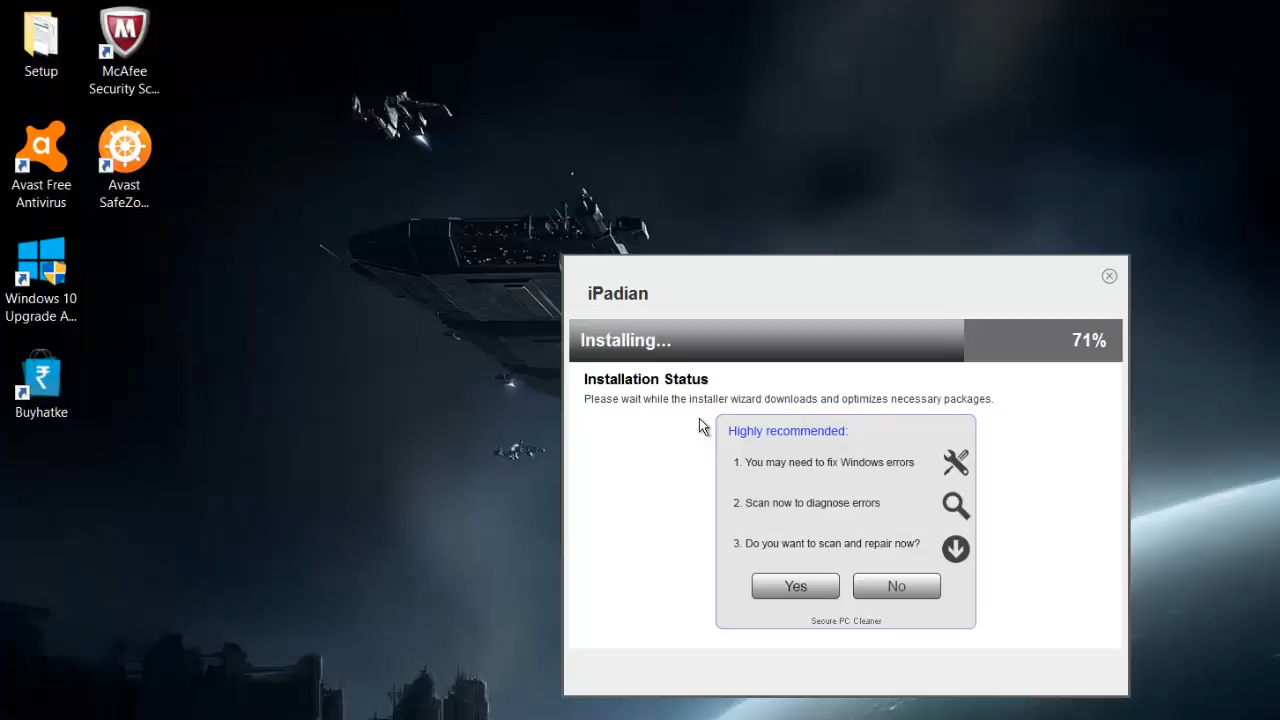 Setup
McAfee
Security Sc...
Avast Free
Antivirus
Avast
SafeZo...
Windows 10
Upgrade A...
Buyhatke
iPadian
Installing...
71%
Installation Status
Please wait while the installer wizard downloads and optimizes necessary packages.
Highly recommended:
1. You may need to fix Windows errors
2. Scan now to diagnose errors
3. Do you want to scan and repair now?
Yes
No
Secure PC Cleaner